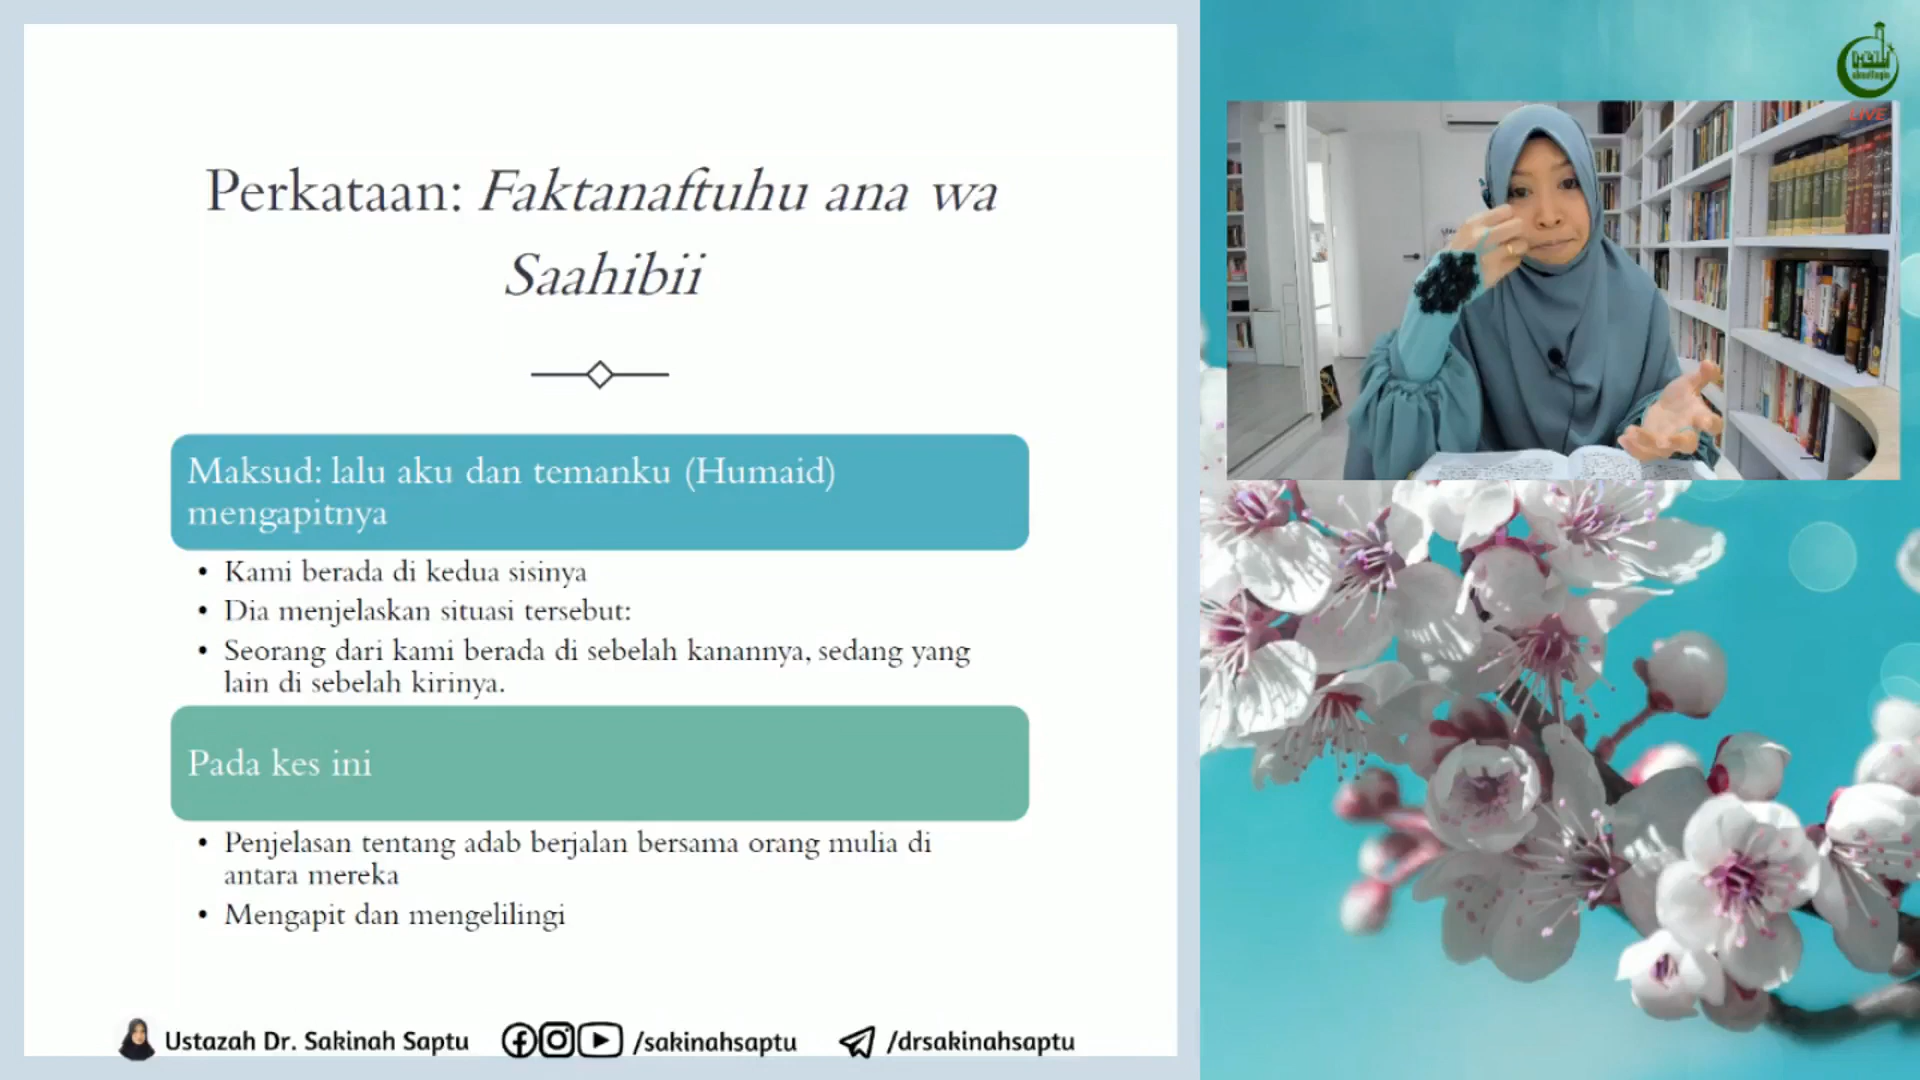 Perkataan: Faktanaftuhu ana wa
Saahibii
Maksud: lalu aku dan temanku (Humaid)
mengapitnya
• Kami berada di kedua sisinya
• Dia menjelaskan situasi tersebut:
• Seorang dari kami berada di sebelah kanannya, sedang yang
lain di sebelah kirinya.
Pada kes ini
• Penjelasan tentang adab berjalan bersama orang mulia di
antara mereka
• Mengapit dan mengelilingi
Ustazah Dr. Sakinah Saptu /sakinahsaptu /drsakinahsaptu
LIVE